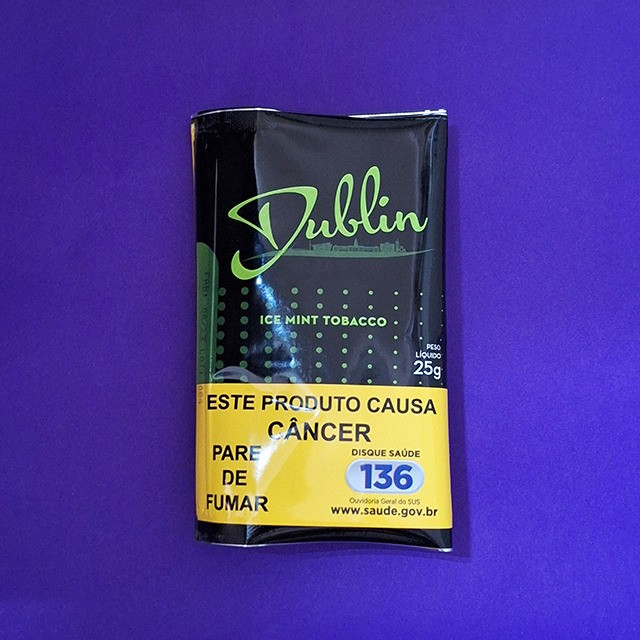 Dublin
ICE MINT TOBACCO
PESO
LÍQUIDO
25g
ESTE PRODUTO CAUSA
CÂNCER
PARE
DE
FUMAR
DISQUE SAÚDE
136
Ouvidoria Geral do SUS
www.saude.gov.br